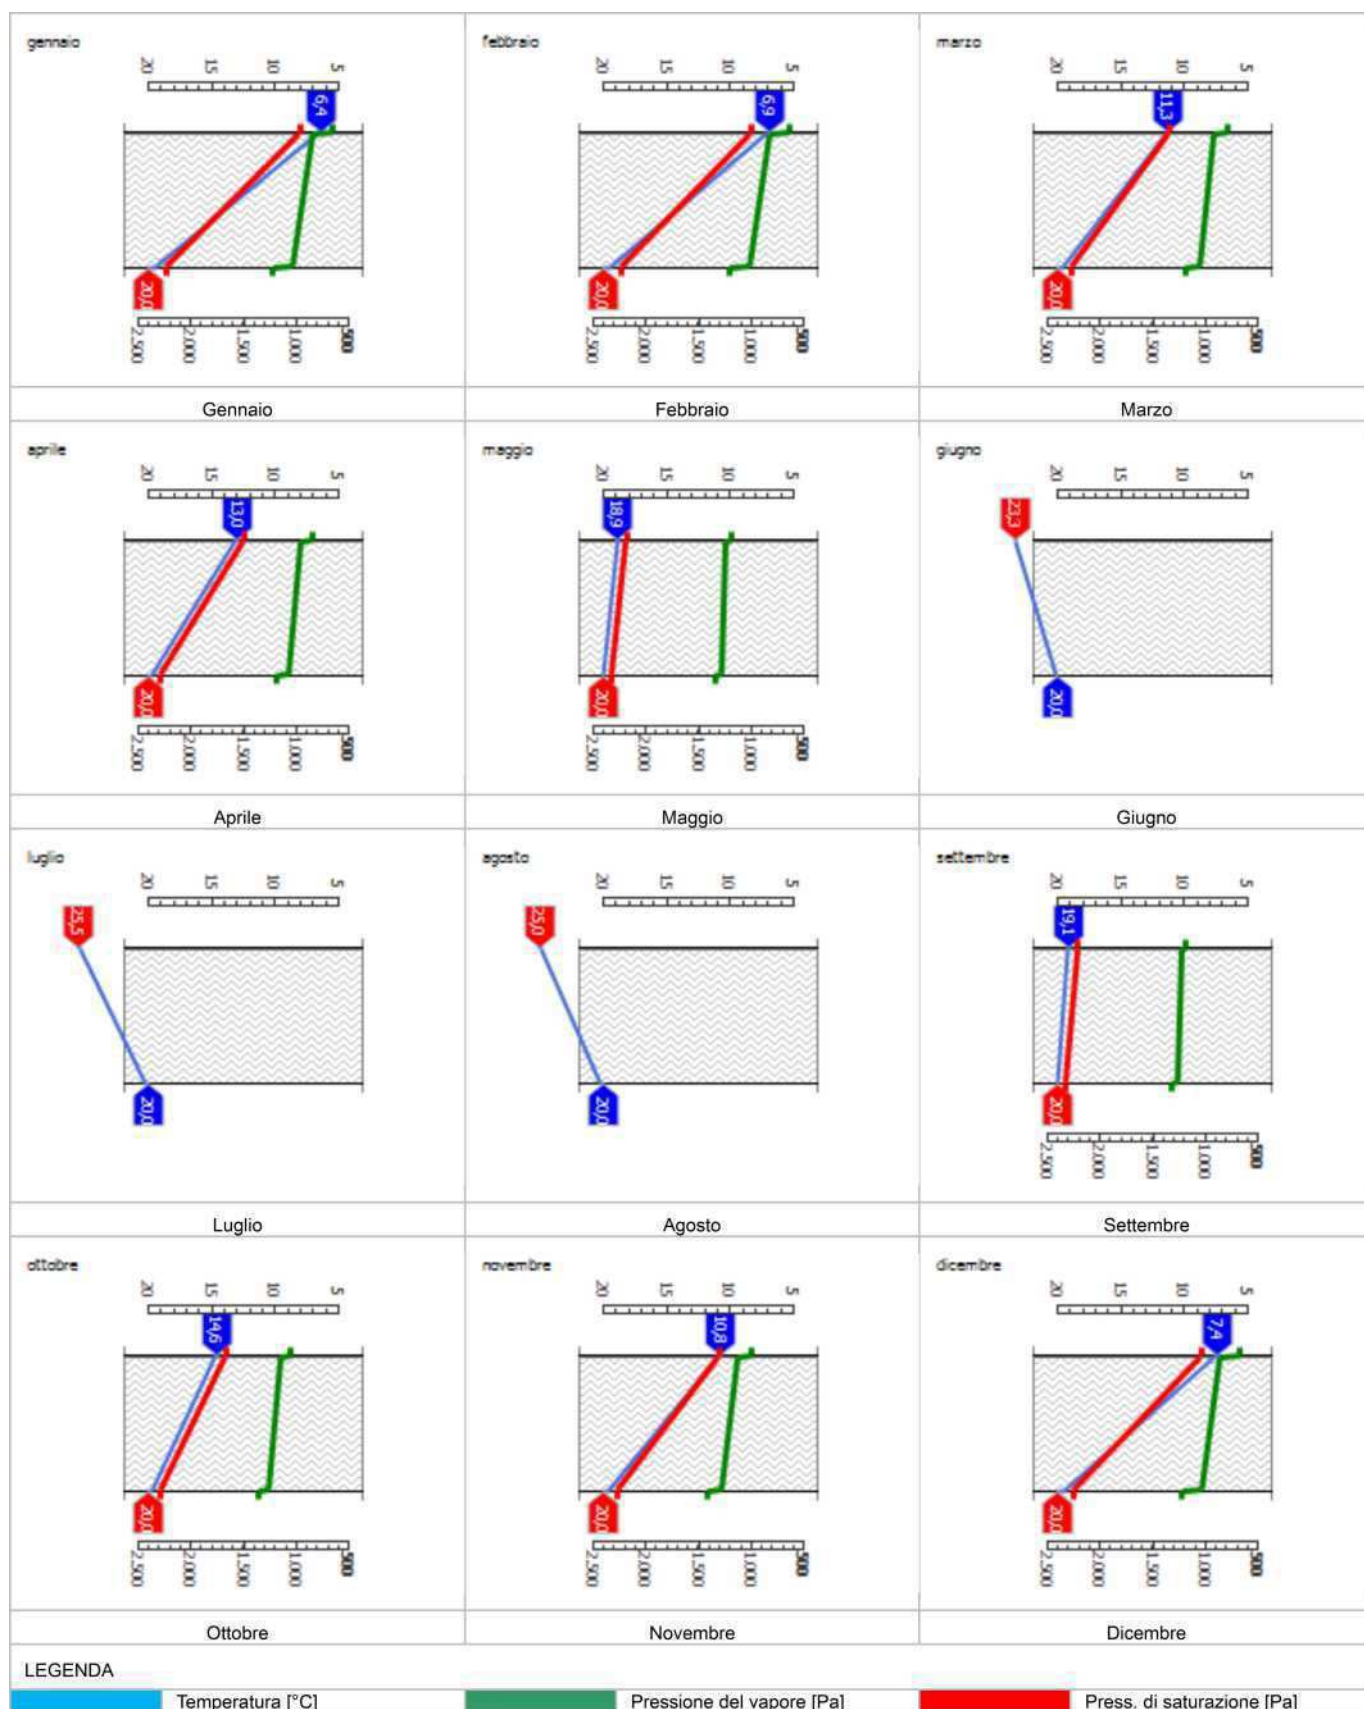 gennaio
20 15 10 5
6,4
20,0
2.500 2.000 1.500 1.000 500
Gennaio
febbraio
20 15 10 5
6,9
20,0
2.500 2.000 1.500 1.000 500
Febbraio
marzo
20 15 10 5
11,3
20,0
2.500 2.000 1.500 1.000 500
Marzo
aprile
20 15 10 5
13,0
20,0
2.500 2.000 1.500 1.000 500
Aprile
maggio
20 15 10 5
18,9
20,0
2.500 2.000 1.500 1.000 500
Maggio
giugno
20 15 10 5
23,3
20,0
Giugno
luglio
20 15 10 5
25,5
20,0
Luglio
agosto
20 15 10 5
25,0
20,0
Agosto
settembre
20 15 10 5
19,1
20,0
2.500 2.000 1.500 1.000 500
Settembre
ottobre
20 15 10 5
14,6
20,0
2.500 2.000 1.500 1.000 500
Ottobre
novembre
20 15 10 5
10,8
20,0
2.500 2.000 1.500 1.000 500
Novembre
dicembre
20 15 10 5
7,4
20,0
2.500 2.000 1.500 1.000 500
Dicembre
LEGENDA
Temperatura [°C]
Pressione del vapore [Pa]
Press. di saturazione [Pa]